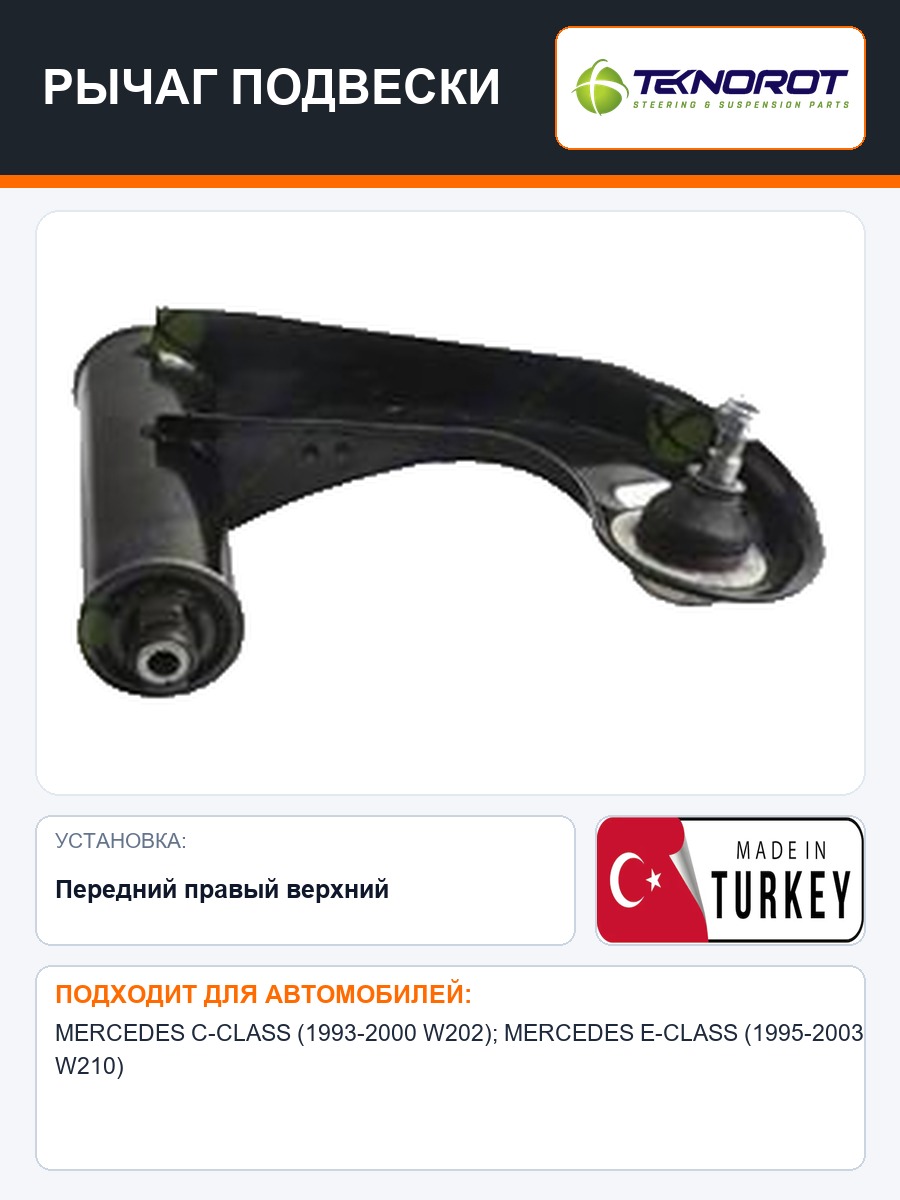 РЫЧАГ ПОДВЕСКИ
TEKNOROT
STEERING & SUSPENSION PARTS
УСТАНОВКА:
Передний правый верхний
MADE IN
TURKEY
ПОДХОДИТ ДЛЯ АВТОМОБИЛЕЙ:
MERCEDES C-CLASS (1993-2000 W202); MERCEDES E-CLASS (1995-2003
W210)